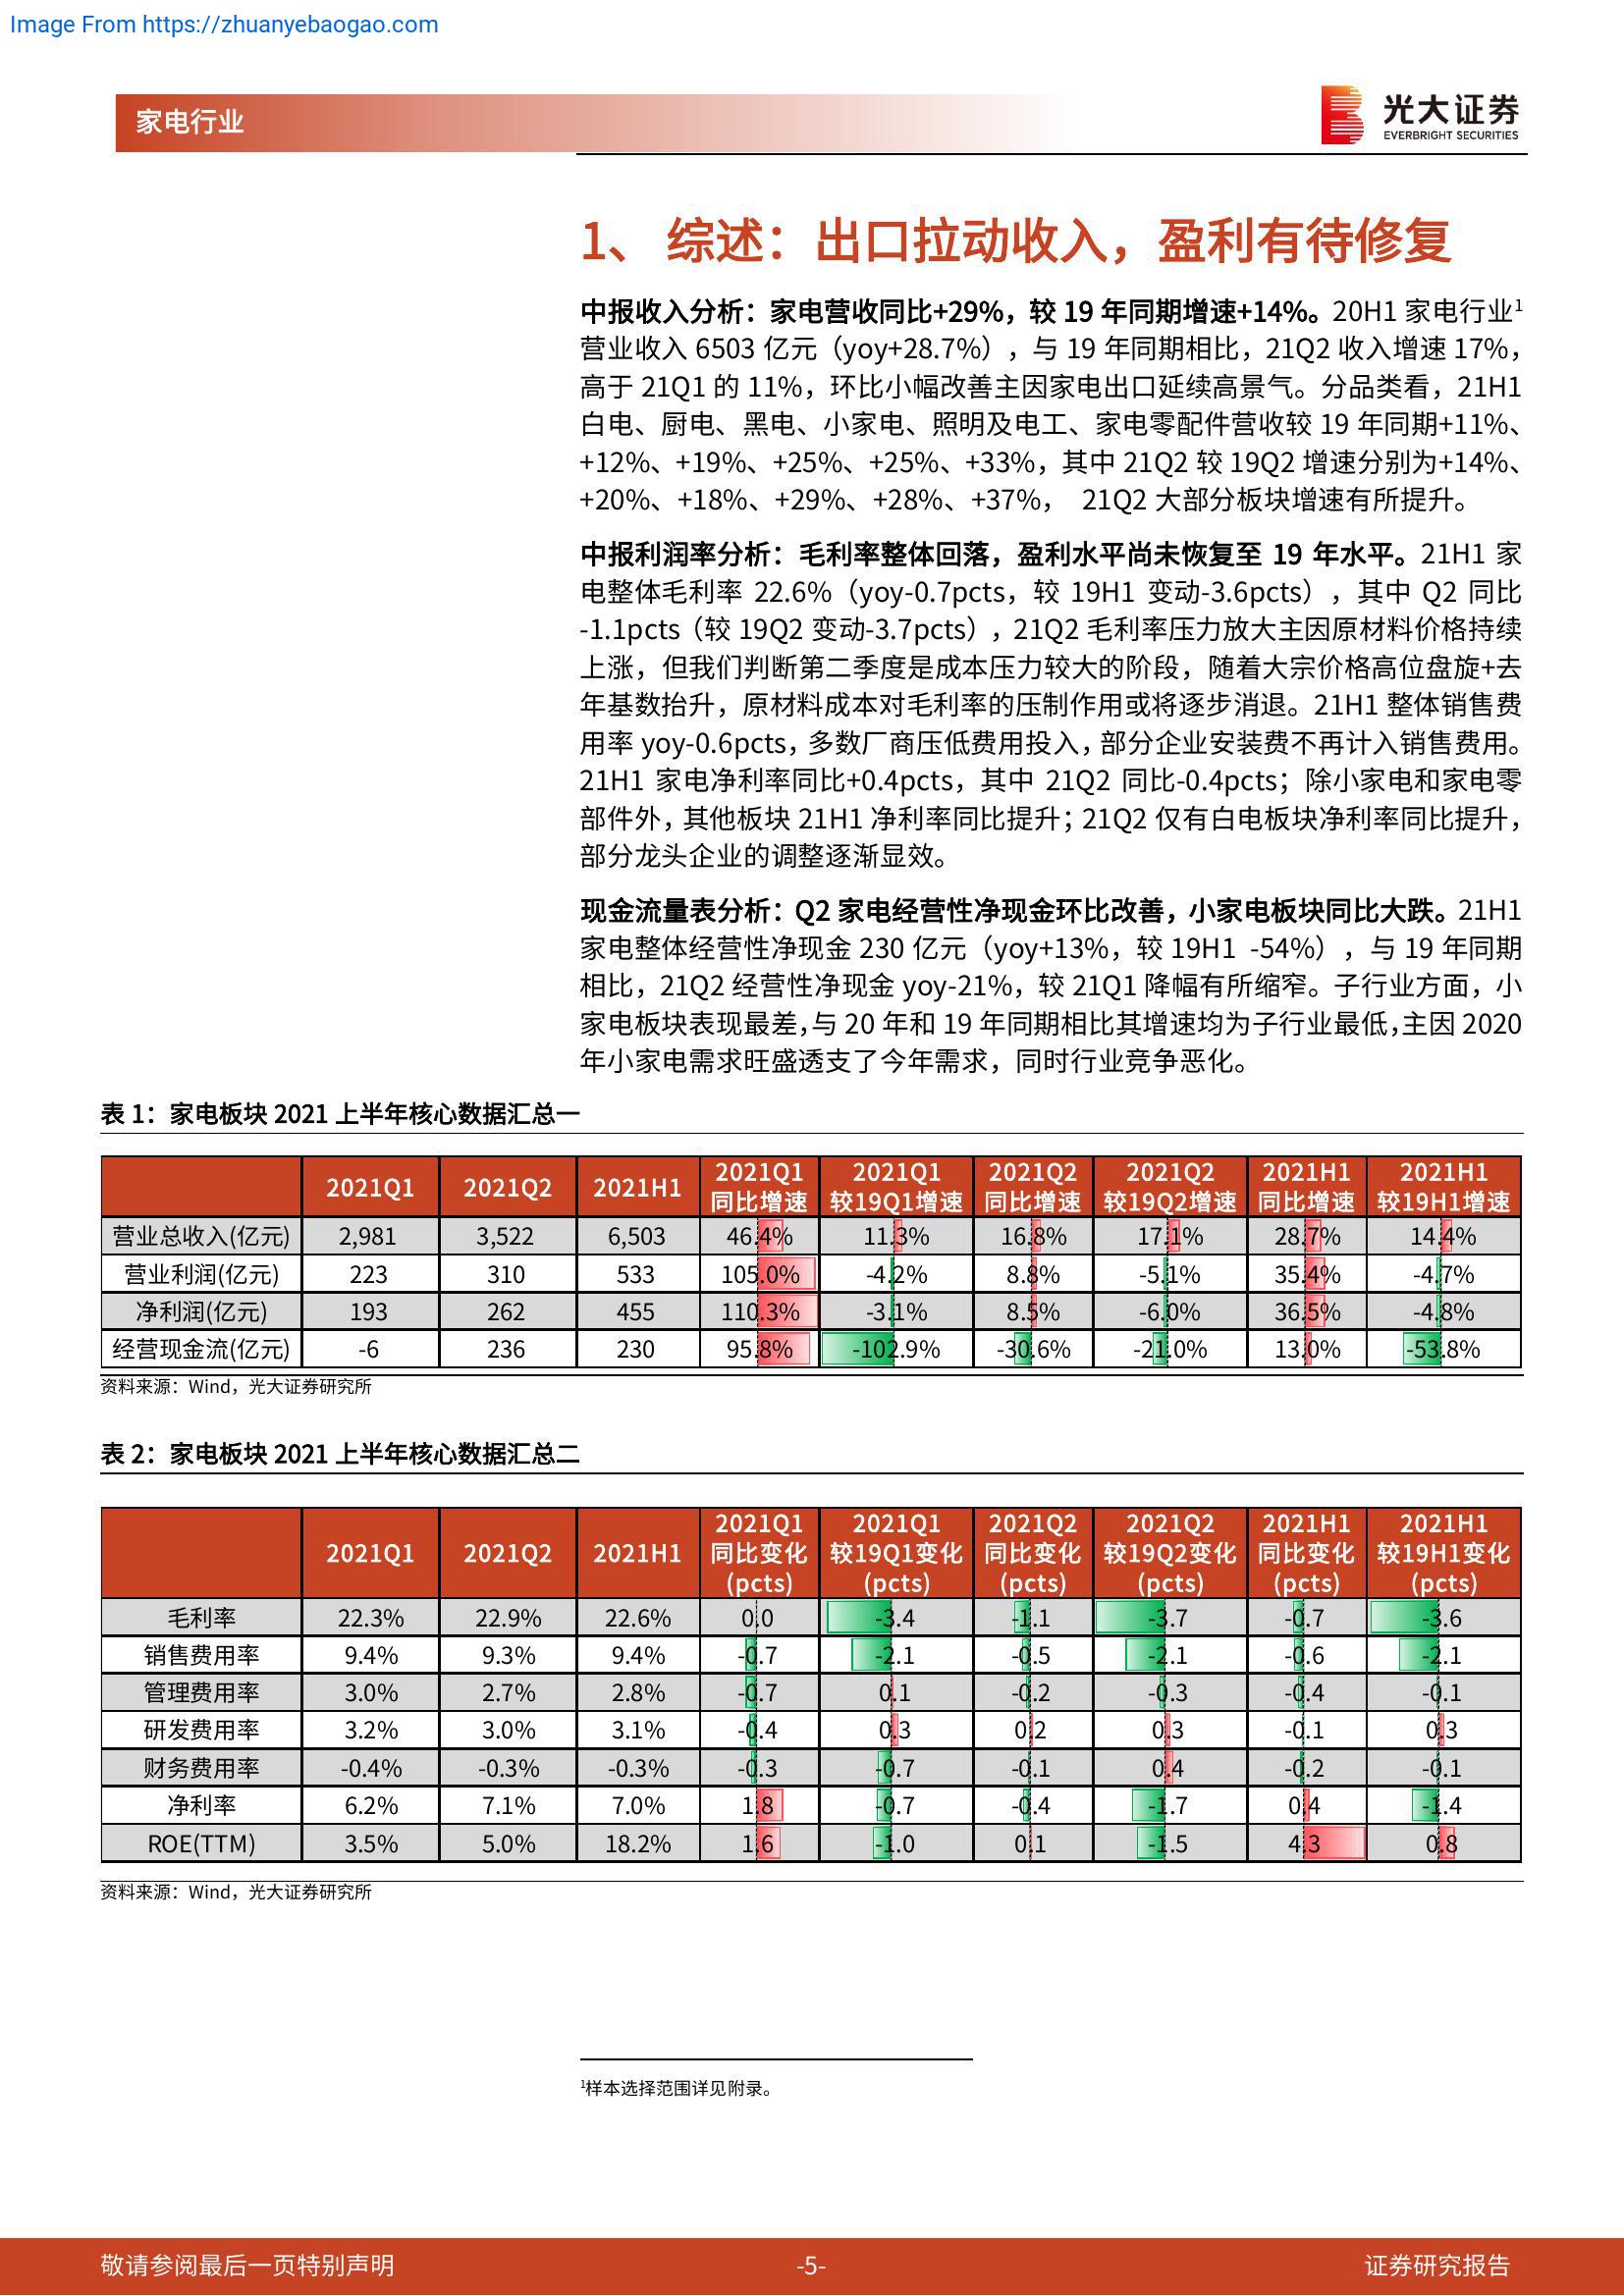 Image From https://zhuanyebaogao.com
家电行业
光大证券
EVERBRIGHT SECURITIES
1、 综述：出口拉动收入，盈利有待修复
中报收入分析：家电营收同比+29%，较 19 年同期增速+14%。20H1 家电行业1
营业收入 6503 亿元（yoy+28.7%），与 19 年同期相比，21Q2 收入增速 17%，
高于 21Q1 的 11%，环比小幅改善主因家电出口延续高景气。分品类看，21H1
白电、厨电、黑电、小家电、照明及电工、家电零配件营收较 19 年同期+11%、
+12%、+19%、+25%、+25%、+33%，其中 21Q2 较 19Q2 增速分别为+14%、
+20%、+18%、+29%、+28%、+37%， 21Q2 大部分板块增速有所提升。
中报利润率分析：毛利率整体回落，盈利水平尚未恢复至 19 年水平。21H1 家
电整体毛利率 22.6%（yoy-0.7pcts，较 19H1 变动-3.6pcts），其中 Q2 同比
-1.1pcts（较 19Q2 变动-3.7pcts），21Q2 毛利率压力放大主因原材料价格持续
上涨，但我们判断第二季度是成本压力较大的阶段，随着大宗价格高位盘旋+去
年基数抬升，原材料成本对毛利率的压制作用或将逐步消退。21H1 整体销售费
用率 yoy-0.6pcts，多数厂商压低费用投入，部分企业安装费不再计入销售费用。
21H1 家电净利率同比+0.4pcts，其中 21Q2 同比-0.4pcts；除小家电和家电零
部件外，其他板块 21H1 净利率同比提升；21Q2 仅有白电板块净利率同比提升，
部分龙头企业的调整逐渐显效。
现金流量表分析：Q2 家电经营性净现金环比改善，小家电板块同比大跌。21H1
家电整体经营性净现金 230 亿元（yoy+13%，较 19H1 -54%），与 19 年同期
相比，21Q2 经营性净现金 yoy-21%，较 21Q1 降幅有所缩窄。子行业方面，小
家电板块表现最差，与 20 年和 19 年同期相比其增速均为子行业最低，主因 2020
年小家电需求旺盛透支了今年需求，同时行业竞争恶化。
表 1：家电板块 2021 上半年核心数据汇总一
2021Q1 2021Q2 2021H1 2021Q1 同比增速 2021Q1 较19Q1增速 2021Q2 同比增速 2021Q2 较19Q2增速 2021H1 同比增速 2021H1 较19H1增速
营业总收入(亿元) 2,981 3,522 6,503 46.4% 11.3% 16.8% 17.1% 28.7% 14.4%
营业利润(亿元) 223 310 533 105.0% -4.2% 8.8% -5.1% 35.4% -4.7%
净利润(亿元) 193 262 455 110.3% -3.1% 8.5% -6.0% 36.5% -4.8%
经营现金流(亿元) -6 236 230 95.8% -102.9% -30.6% -21.0% 13.0% -53.8%
资料来源：Wind，光大证券研究所
表 2：家电板块 2021 上半年核心数据汇总二
2021Q1 2021Q2 2021H1 2021Q1 同比变化 (pcts) 2021Q1 较19Q1变化 (pcts) 2021Q2 同比变化 (pcts) 2021Q2 较19Q2变化 (pcts) 2021H1 同比变化 (pcts) 2021H1 较19H1变化 (pcts)
毛利率 22.3% 22.9% 22.6% 0.0 -3.4 -1.1 -3.7 -0.7 -3.6
销售费用率 9.4% 9.3% 9.4% -0.7 -2.1 -0.5 -2.1 -0.6 -2.1
管理费用率 3.0% 2.7% 2.8% -0.7 0.1 -0.2 -0.3 -0.4 -0.1
研发费用率 3.2% 3.0% 3.1% -0.4 0.3 0.2 0.3 -0.1 0.3
财务费用率 -0.4% -0.3% -0.3% -0.3 -0.7 -0.1 0.4 -0.2 -0.1
净利率 6.2% 7.1% 7.0% 1.8 -0.7 -0.4 -1.7 0.4 -1.4
ROE(TTM) 3.5% 5.0% 18.2% 1.6 -1.0 0.1 -1.5 4.3 0.8
资料来源：Wind，光大证券研究所
1样本选择范围详见附录。
敬请参阅最后一页特别声明
-5-
证券研究报告